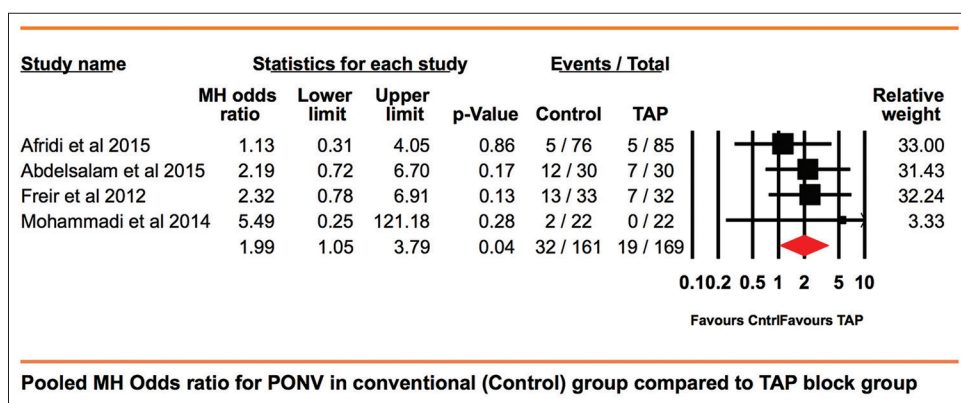 Study name Statistics for each study Events / Total
MH odds Lower Upper Relative
ratio limit limit p-Value Control TAP weight
Afridi et al 2015 1.13 0.31 4.05 0.86 5 / 76 5 / 85 33.00
Abdelsalam et al 2015 2.19 0.72 6.70 0.17 12 / 30 7 / 30 31.43
Freir et al 2012 2.32 0.78 6.91 0.13 13 / 33 7 / 32 32.24
Mohammadi et al 2014 5.49 0.25 121.18 0.28 2 / 22 0 / 22 3.33
1.99 1.05 3.79 0.04 32 / 161 19 / 169
0.1 0.2 0.5 1 2 5 10
Favours Cntrl Favours TAP
Pooled MH Odds ratio for PONV in conventional (Control) group compared to TAP block group